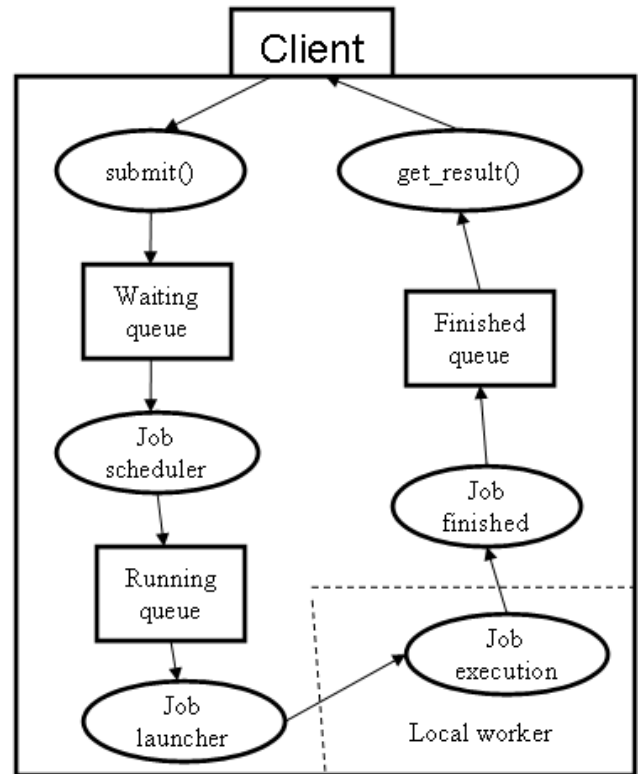 Client
submit()
Waiting
queue
Job
scheduler
Running
queue
Job
launcher
Job
execution
Local worker
Job
finished
Finished
queue
get_result()